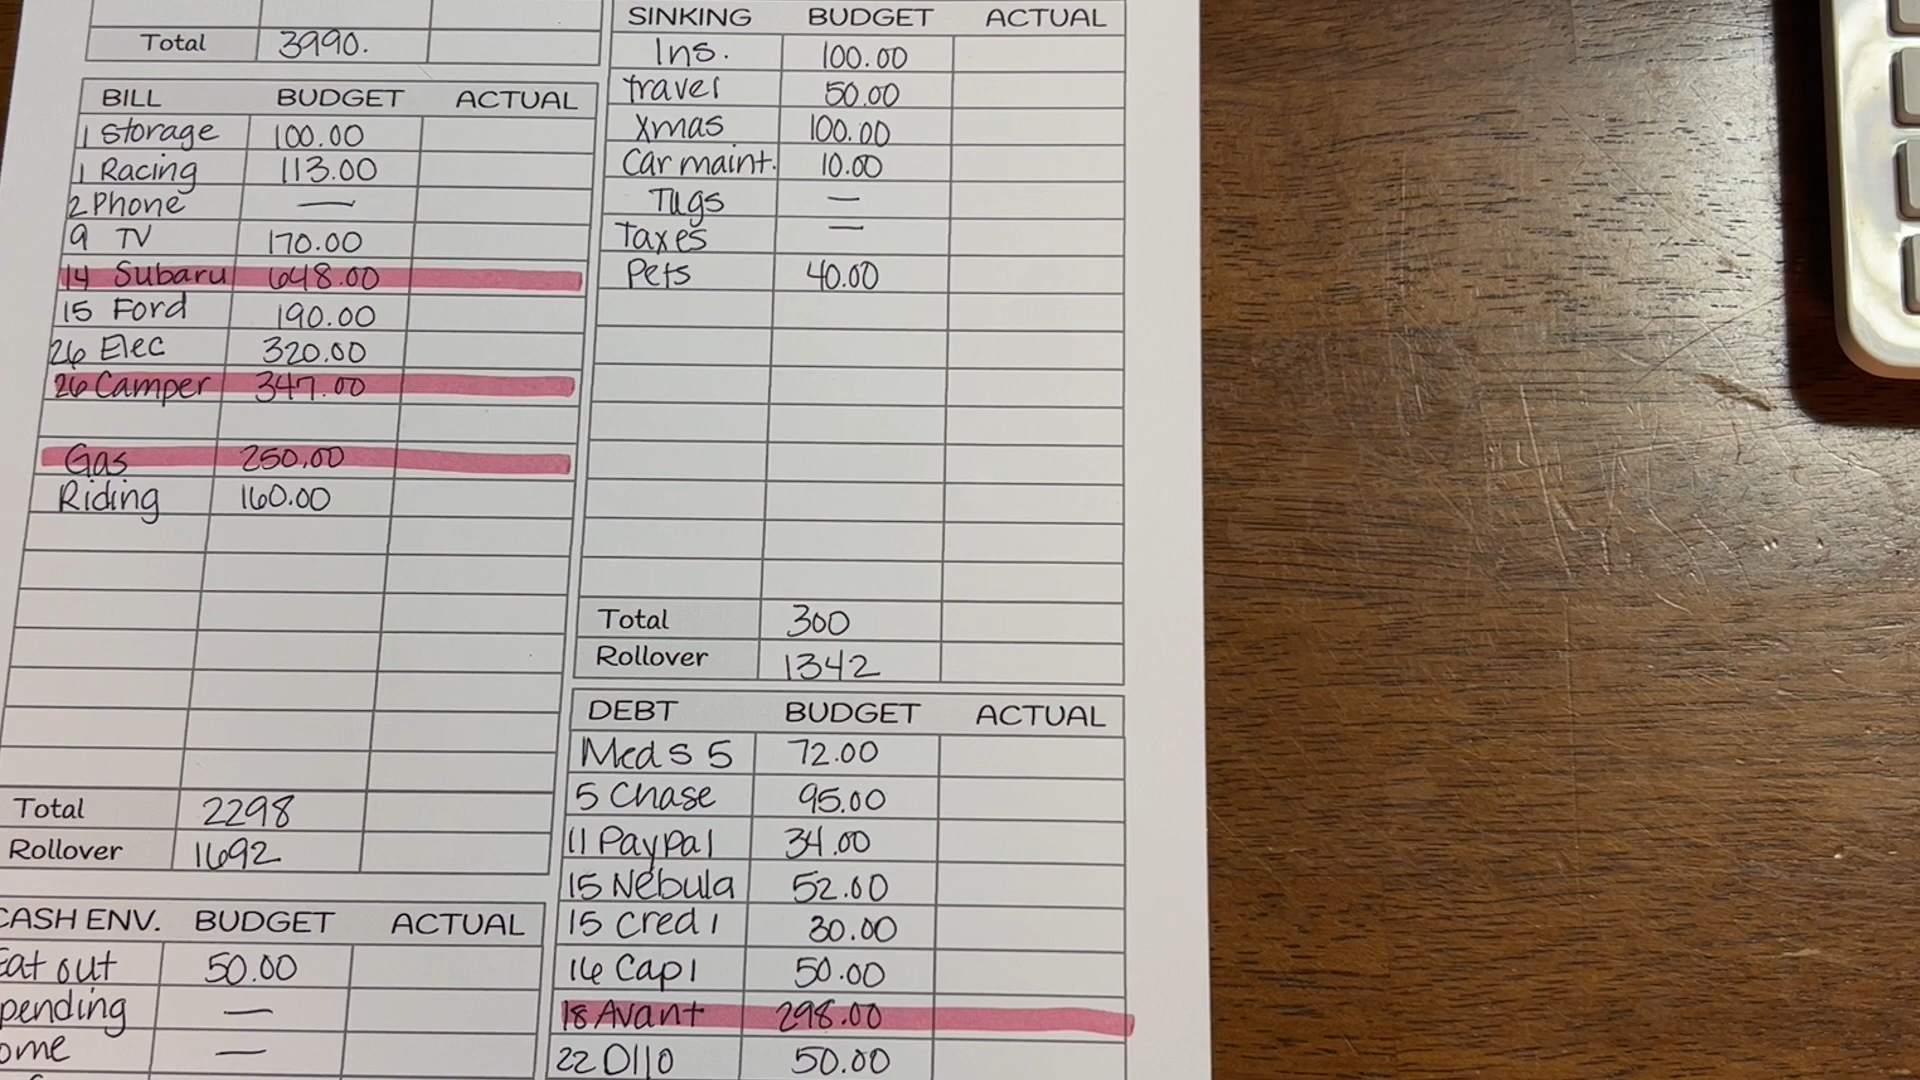 Total 3990.
BILL BUDGET ACTUAL
1 Storage 100.00
1 Racing 113.00
2 Phone —
9 TV 170.00
14 Subaru 648.00
15 Ford 190.00
26 Elec 320.00
26 Camper 347.00
Gas 250.00
Riding 160.00
Total 2298
Rollover 1692
CASH ENV. BUDGET ACTUAL
Eat out 50.00
pending —
ome —
SINKING BUDGET ACTUAL
Ins. 100.00
travel 50.00
Xmas 100.00
Car maint. 10.00
Tags —
Taxes —
Pets 40.00
Total 300
Rollover 1342
DEBT BUDGET ACTUAL
Meds 5 72.00
5 Chase 95.00
11 Paypal 34.00
15 Nebula 52.00
15 Cred 1 30.00
16 Cap 1 50.00
18 Avant 298.00
22 Ollo 50.00